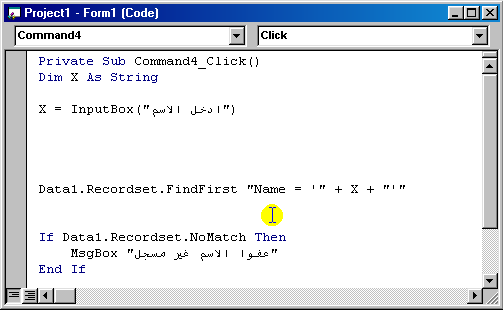 Project1 - Form1 (Code)
Command4 Click
Private Sub Command4_Click()
Dim X As String
X = InputBox("ادخل الاسم")
Data1.Recordset.FindFirst "Name = '" + X + "'"
If Data1.Recordset.NoMatch Then
MsgBox "عفوا الاسم غير مسجل"
End If